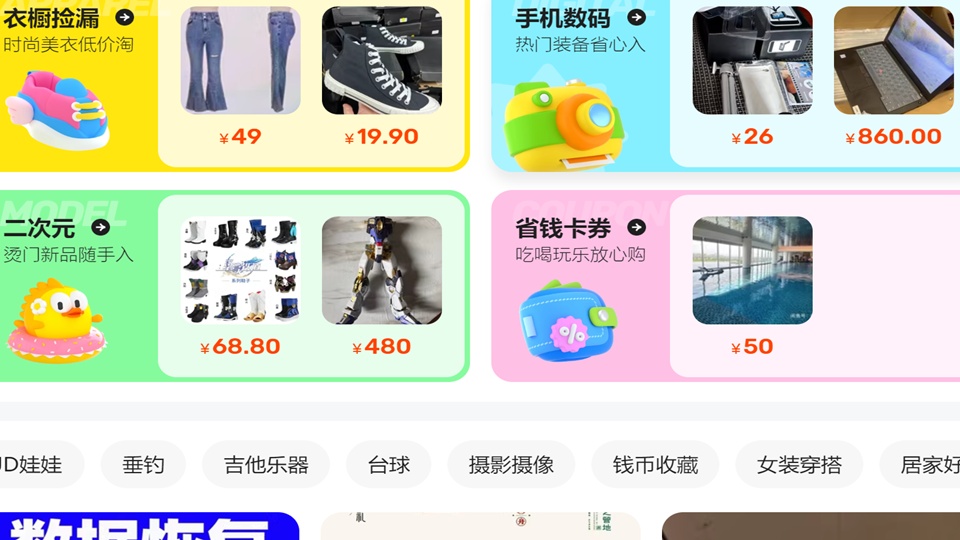 衣橱捡漏
时尚美衣低价淘
¥49
¥19.90
手机数码
热门装备省心入
¥26
¥860.00
MODEL
二次元
烫门新品随手入
¥68.80
¥480
COUPON
省钱卡券
吃喝玩乐放心购
¥50
JD娃娃
垂钓
吉他乐器
台球
摄影摄像
钱币收藏
女装穿搭
居家好
数据恢复